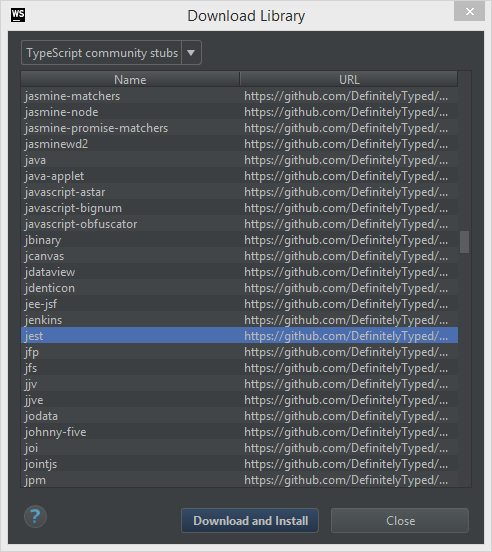 WS
Download Library
TypeScript community stubs
Name URL
jasmine-matchers https://github.com/DefinitelyTyped/...
jasmine-node https://github.com/DefinitelyTyped/...
jasmine-promise-matchers https://github.com/DefinitelyTyped/...
jasminewd2 https://github.com/DefinitelyTyped/...
java https://github.com/DefinitelyTyped/...
java-applet https://github.com/DefinitelyTyped/...
javascript-astar https://github.com/DefinitelyTyped/...
javascript-bignum https://github.com/DefinitelyTyped/...
javascript-obfuscator https://github.com/DefinitelyTyped/...
jbinary https://github.com/DefinitelyTyped/...
jcanvas https://github.com/DefinitelyTyped/...
jdataview https://github.com/DefinitelyTyped/...
jdenticon https://github.com/DefinitelyTyped/...
jee-jsf https://github.com/DefinitelyTyped/...
jenkins https://github.com/DefinitelyTyped/...
jest https://github.com/DefinitelyTyped/...
jfp https://github.com/DefinitelyTyped/...
jfs https://github.com/DefinitelyTyped/...
jjv https://github.com/DefinitelyTyped/...
jjve https://github.com/DefinitelyTyped/...
jodata https://github.com/DefinitelyTyped/...
johnny-five https://github.com/DefinitelyTyped/...
joi https://github.com/DefinitelyTyped/...
jointjs https://github.com/DefinitelyTyped/...
jpm https://github.com/DefinitelyTyped/...
? Download and Install Close